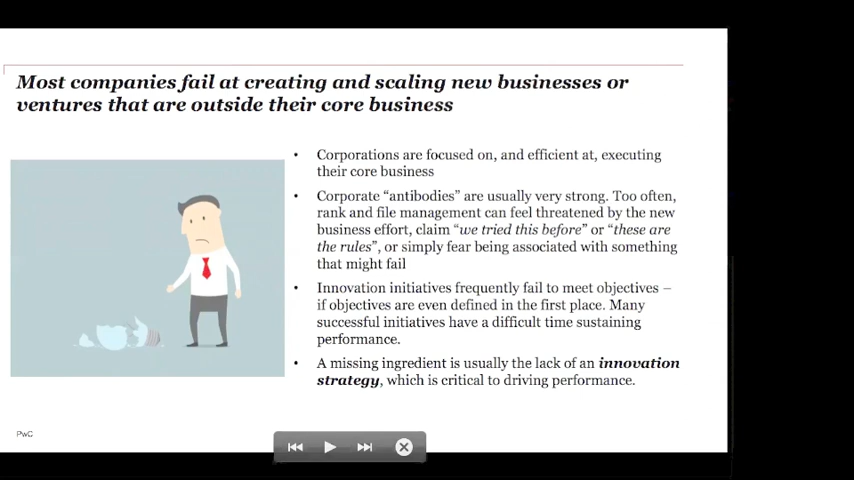 Most companies fail at creating and scaling new businesses or
ventures that are outside their core business
• Corporations are focused on, and efficient at, executing
their core business
• Corporate “antibodies” are usually very strong. Too often,
rank and file management can feel threatened by the new
business effort, claim “we tried this before” or “these are
the rules”, or simply fear being associated with something
that might fail
• Innovation initiatives frequently fail to meet objectives –
if objectives are even defined in the first place. Many
successful initiatives have a difficult time sustaining
performance.
• A missing ingredient is usually the lack of an innovation
strategy, which is critical to driving performance.
PwC